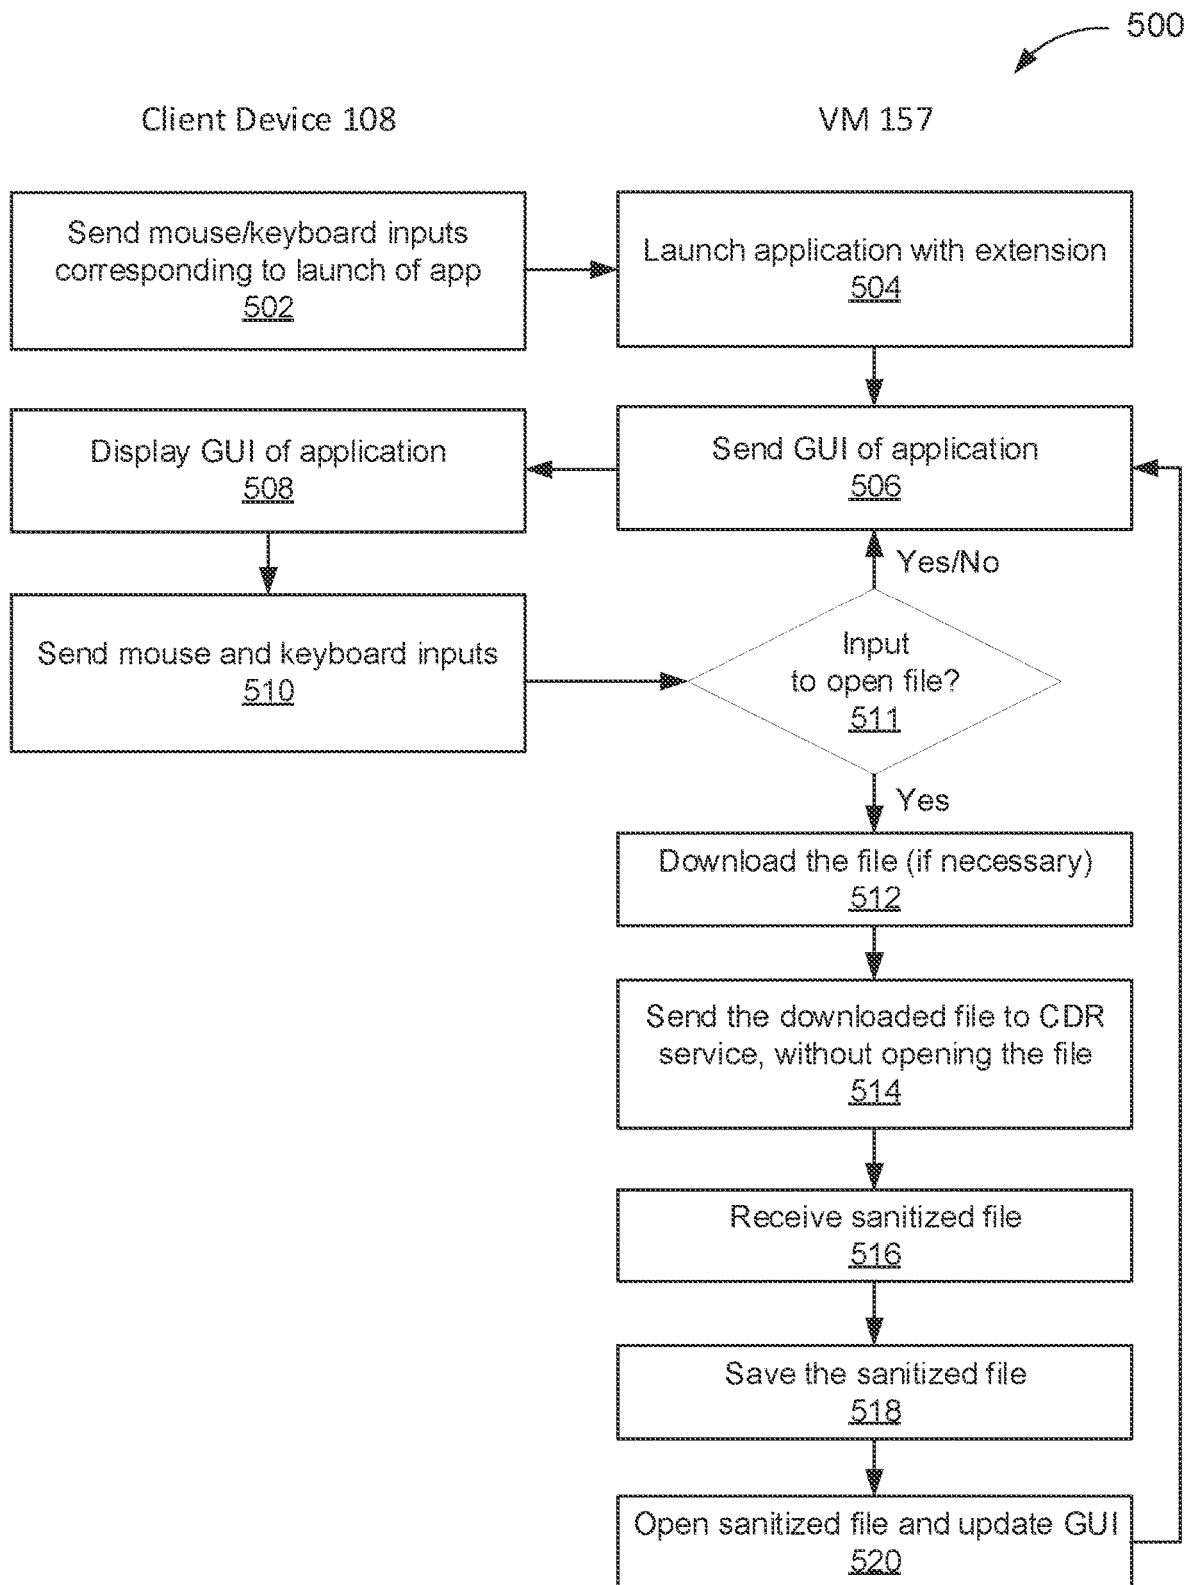 500
Client Device 108
VM 157
Send mouse/keyboard inputs
corresponding to launch of app
502
Launch application with extension
504
Display GUI of application
508
Send GUI of application
506
Yes/No
Send mouse and keyboard inputs
510
Input
to open file?
511
Yes
Download the file (if necessary)
512
Send the downloaded file to CDR
service, without opening the file
514
Receive sanitized file
516
Save the sanitized file
518
Open sanitized file and update GUI
520